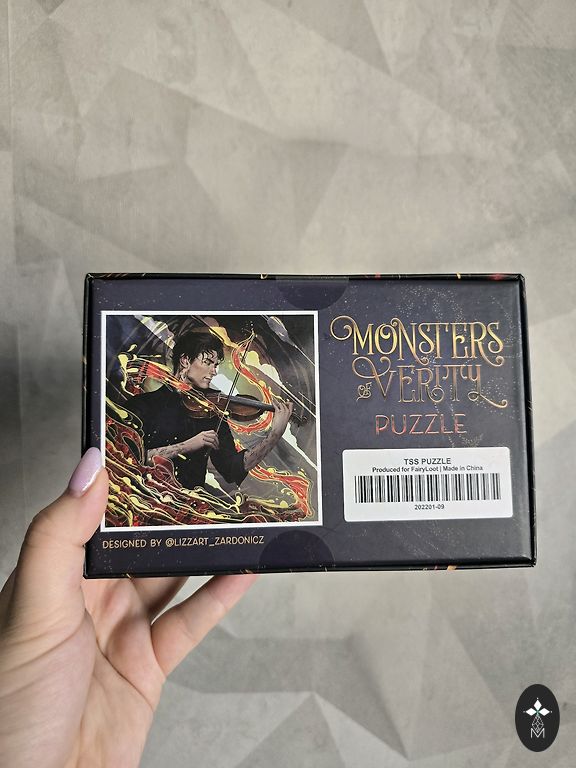 MONSTERS
OF VERITY
PUZZLE
TSS PUZZLE
Produced for FairyLoot | Made in China
202201-09
DESIGNED BY @LIZZART_ZARDONICZ
M